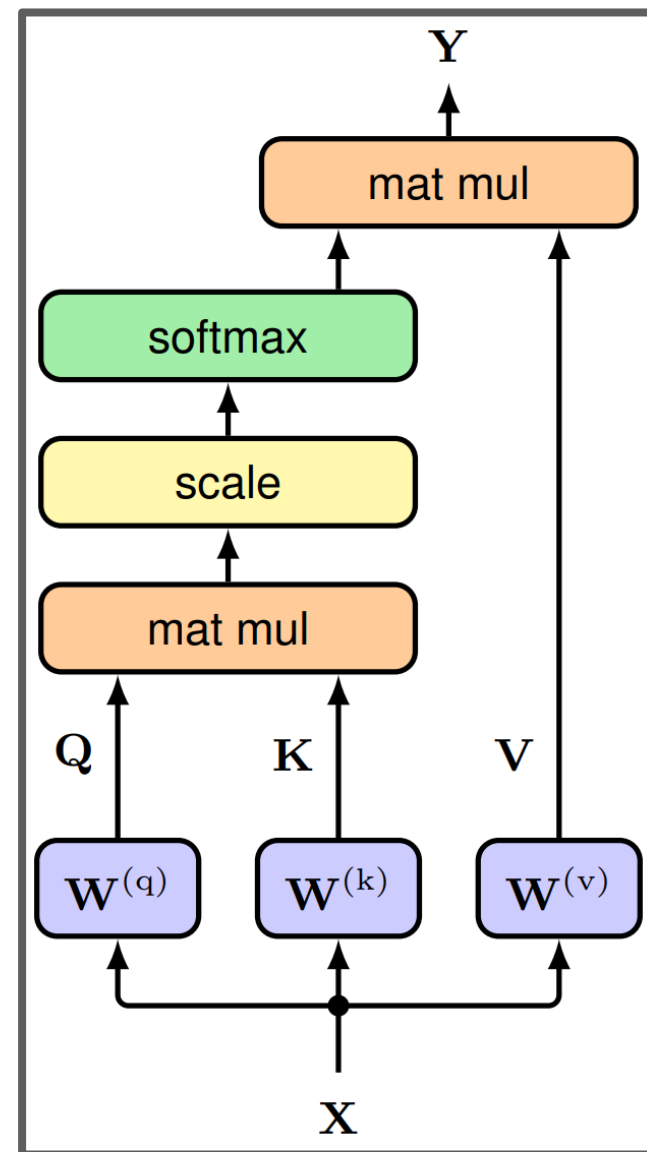 Y
mat mul
softmax
scale
mat mul
Q K V
W^(q) W^(k) W^(v)
X